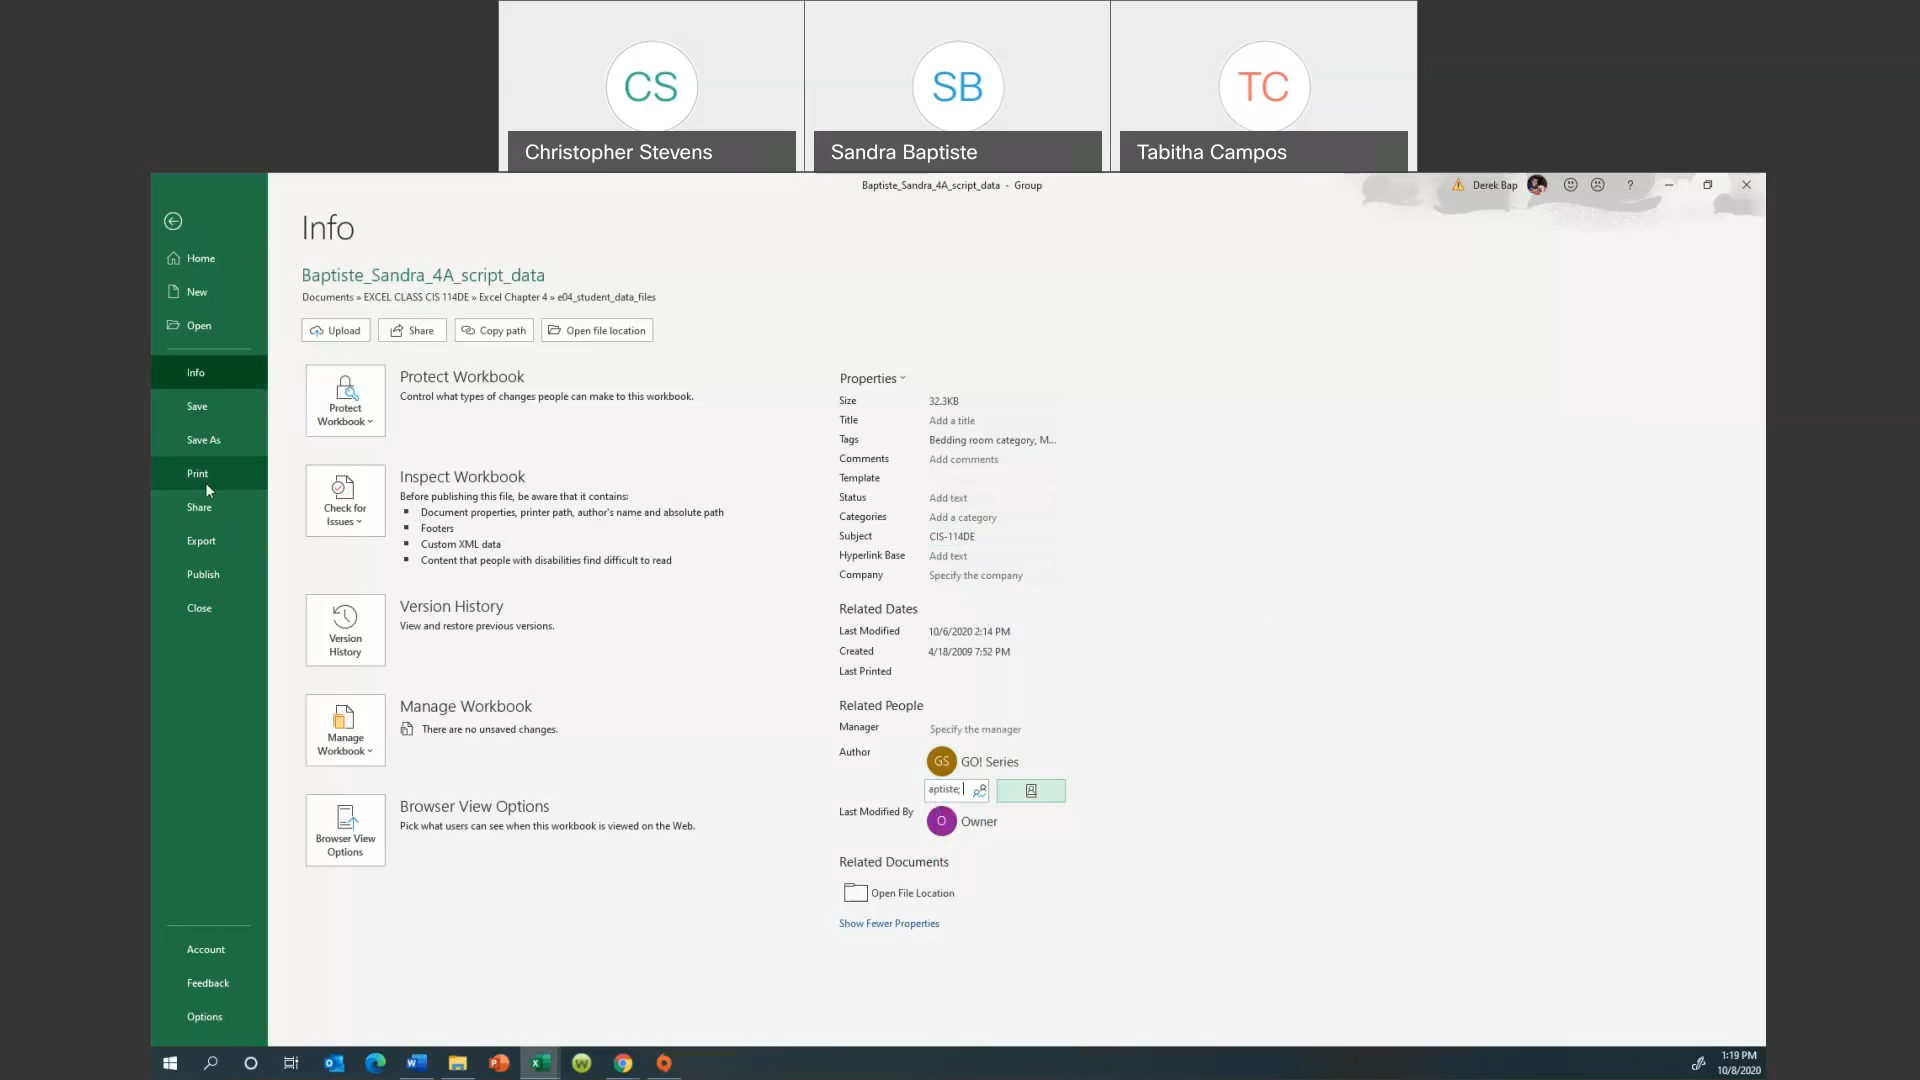 CS
SB
TC
Christopher Stevens
Sandra Baptiste
Tabitha Campos
Baptiste_Sandra_4A_script_data - Group
Derek Bap
?
Info
Home
New
Open
Info
Save
Save As
Print
Share
Export
Publish
Close
Account
Feedback
Options
Baptiste_Sandra_4A_script_data
Documents » EXCEL CLASS CIS 114DE » Excel Chapter 4 » e04_student_data_files
Upload
Share
Copy path
Open file location
Protect
Workbook
Protect Workbook
Control what types of changes people can make to this workbook.
Check for
Issues
Inspect Workbook
Before publishing this file, be aware that it contains:
Document properties, printer path, author's name and absolute path
Footers
Custom XML data
Content that people with disabilities find difficult to read
Version
History
Version History
View and restore previous versions.
Manage
Workbook
Manage Workbook
There are no unsaved changes.
Browser View
Options
Browser View Options
Pick what users can see when this workbook is viewed on the Web.
Properties
Size 32.3KB
Title Add a title
Tags Bedding room category, M...
Comments Add comments
Template
Status Add text
Categories Add a category
Subject CIS-114DE
Hyperlink Base Add text
Company Specify the company
Related Dates
Last Modified 10/6/2020 2:14 PM
Created 4/18/2009 7:52 PM
Last Printed
Related People
Manager Specify the manager
Author GS GO! Series
aptiste;
Last Modified By O Owner
Related Documents
Open File Location
Show Fewer Properties
1:19 PM
10/8/2020